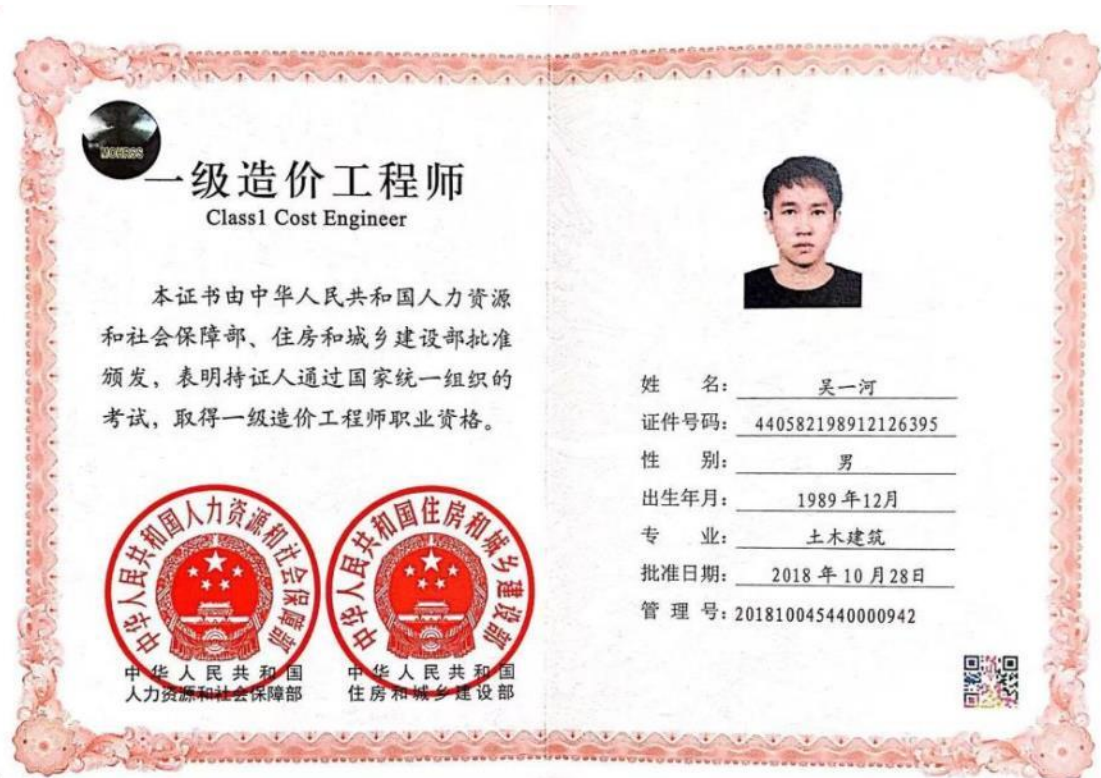 MOHRSS
一级造价工程师
Class1 Cost Engineer
本证书由中华人民共和国人力资源
和社会保障部、住房和城乡建设部批准
颁发，表明持证人通过国家统一组织的
考试，取得一级造价工程师职业资格。
中华人民共和国人力资源和社会保障部
中华人民共和国住房和城乡建设部
中华人民共和国
人力资源和社会保障部
中华人民共和国
住房和城乡建设部
姓 名： 吴一河
证件号码： 440582198912126395
性 别： 男
出生年月： 1989年12月
专 业： 土木建筑
批准日期： 2018年10月28日
管 理 号：201810045440000942